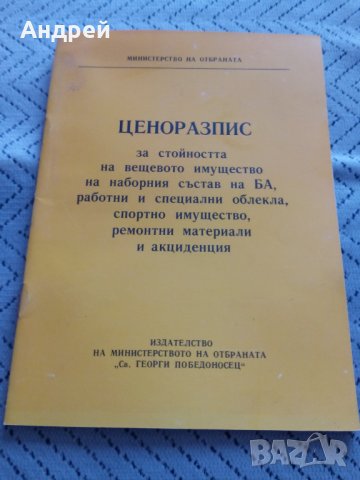 Андрей
МИНИСТЕРСТВО НА ОТБРАНАТА
ЦЕНОРАЗПИС
за стойността
на вещевото имущество
на наборния състав на БА,
работни и специални облекла,
спортно имущество,
ремонтни материали
и акциденция
ИЗДАТЕЛСТВО
НА МИНИСТЕРСТВОТО НА ОТБРАНАТА
„Св. ГЕОРГИ ПОБЕДОНОСЕЦ“
BAZAR